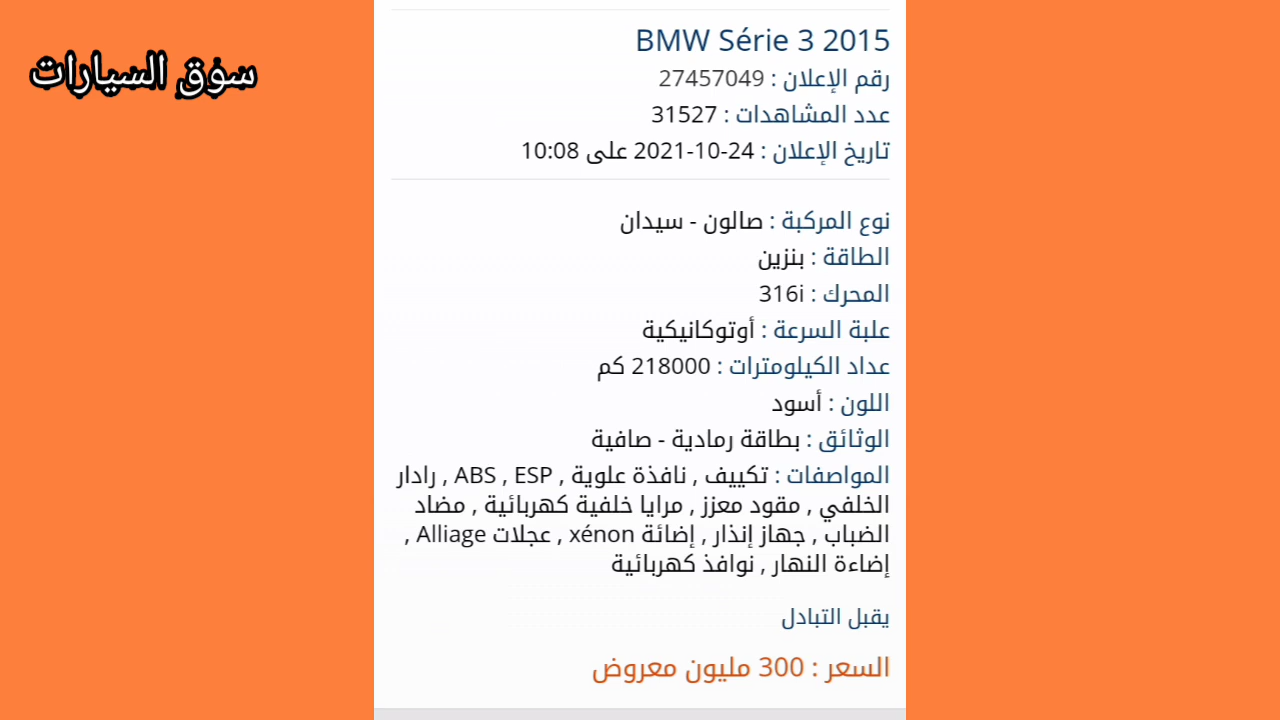 سوق السيارات
BMW Série 3 2015
رقم الإعلان : 27457049
عدد المشاهدات : 31527
تاريخ الإعلان : 24-10-2021 على 10:08
نوع المركبة : صالون - سيدان
الطاقة : بنزين
المحرك : 316i
علبة السرعة : أوتوكانيكية
عداد الكيلومترات : 218000 كم
اللون : أسود
الوثائق : بطاقة رمادية - صافية
المواصفات : تكييف , نافذة علوية , ABS , ESP , رادار
الخلفي , مقود معزز , مرايا خلفية كهربائية , مضاد
الضباب , جهاز إنذار , إضائة xénon , عجلات Alliage ,
إضاءة النهار , نوافذ كهربائية
يقبل التبادل
السعر : 300 مليون معروض